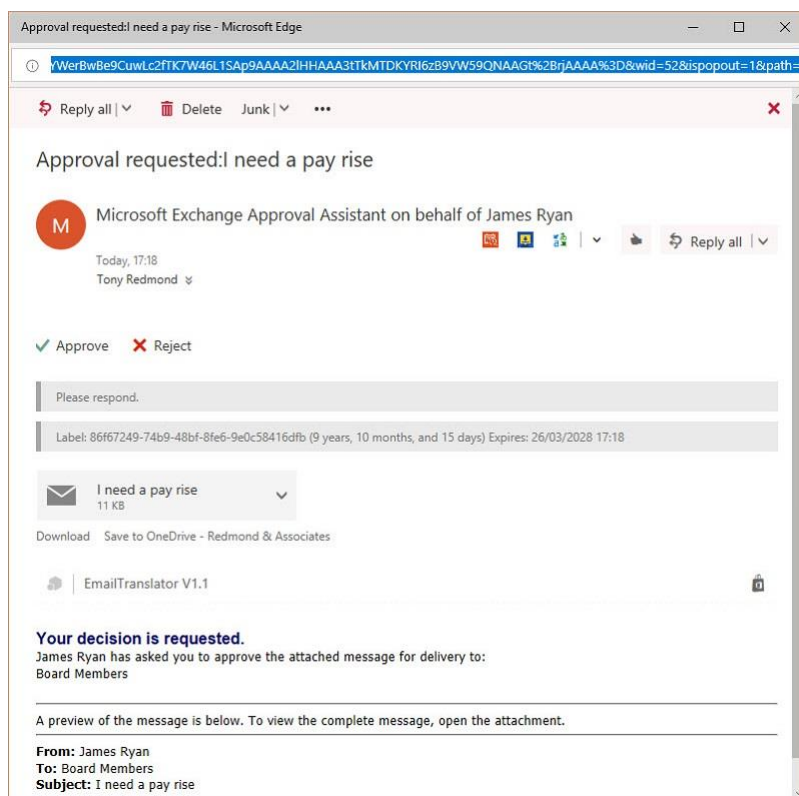 Approval requested:I need a pay rise - Microsoft Edge
YWerBwBe9CuwLc2fTK7W46L1SAp9AAAA2lHHAAA3tTkMTDKYRI6zB9VW59QNAAGt%2BrjAAAA%3D&wid=52&ispopout=1&path=
Reply all | Delete Junk | •••
Approval requested:I need a pay rise
M
Microsoft Exchange Approval Assistant on behalf of James Ryan
Reply all |
Today, 17:18
Tony Redmond
Approve Reject
Please respond.
Label: 86f67249-74b9-48bf-8fe6-9e0c58416dfb (9 years, 10 months, and 15 days) Expires: 26/03/2028 17:18
I need a pay rise
11 KB
Download Save to OneDrive - Redmond & Associates
EmailTranslator V1.1
Your decision is requested.
James Ryan has asked you to approve the attached message for delivery to:
Board Members
A preview of the message is below. To view the complete message, open the attachment.
From: James Ryan
To: Board Members
Subject: I need a pay rise